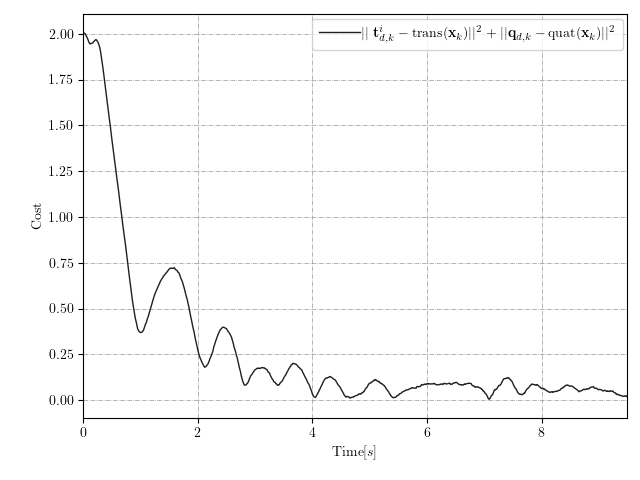 || t^i_{d,k} − trans(x_k)||^2 + ||q_{d,k} − quat(x_k)||^2
2.00
1.75
1.50
1.25
1.00
0.75
0.50
0.25
0.00
Cost
0 2 4 6 8
Time[s]